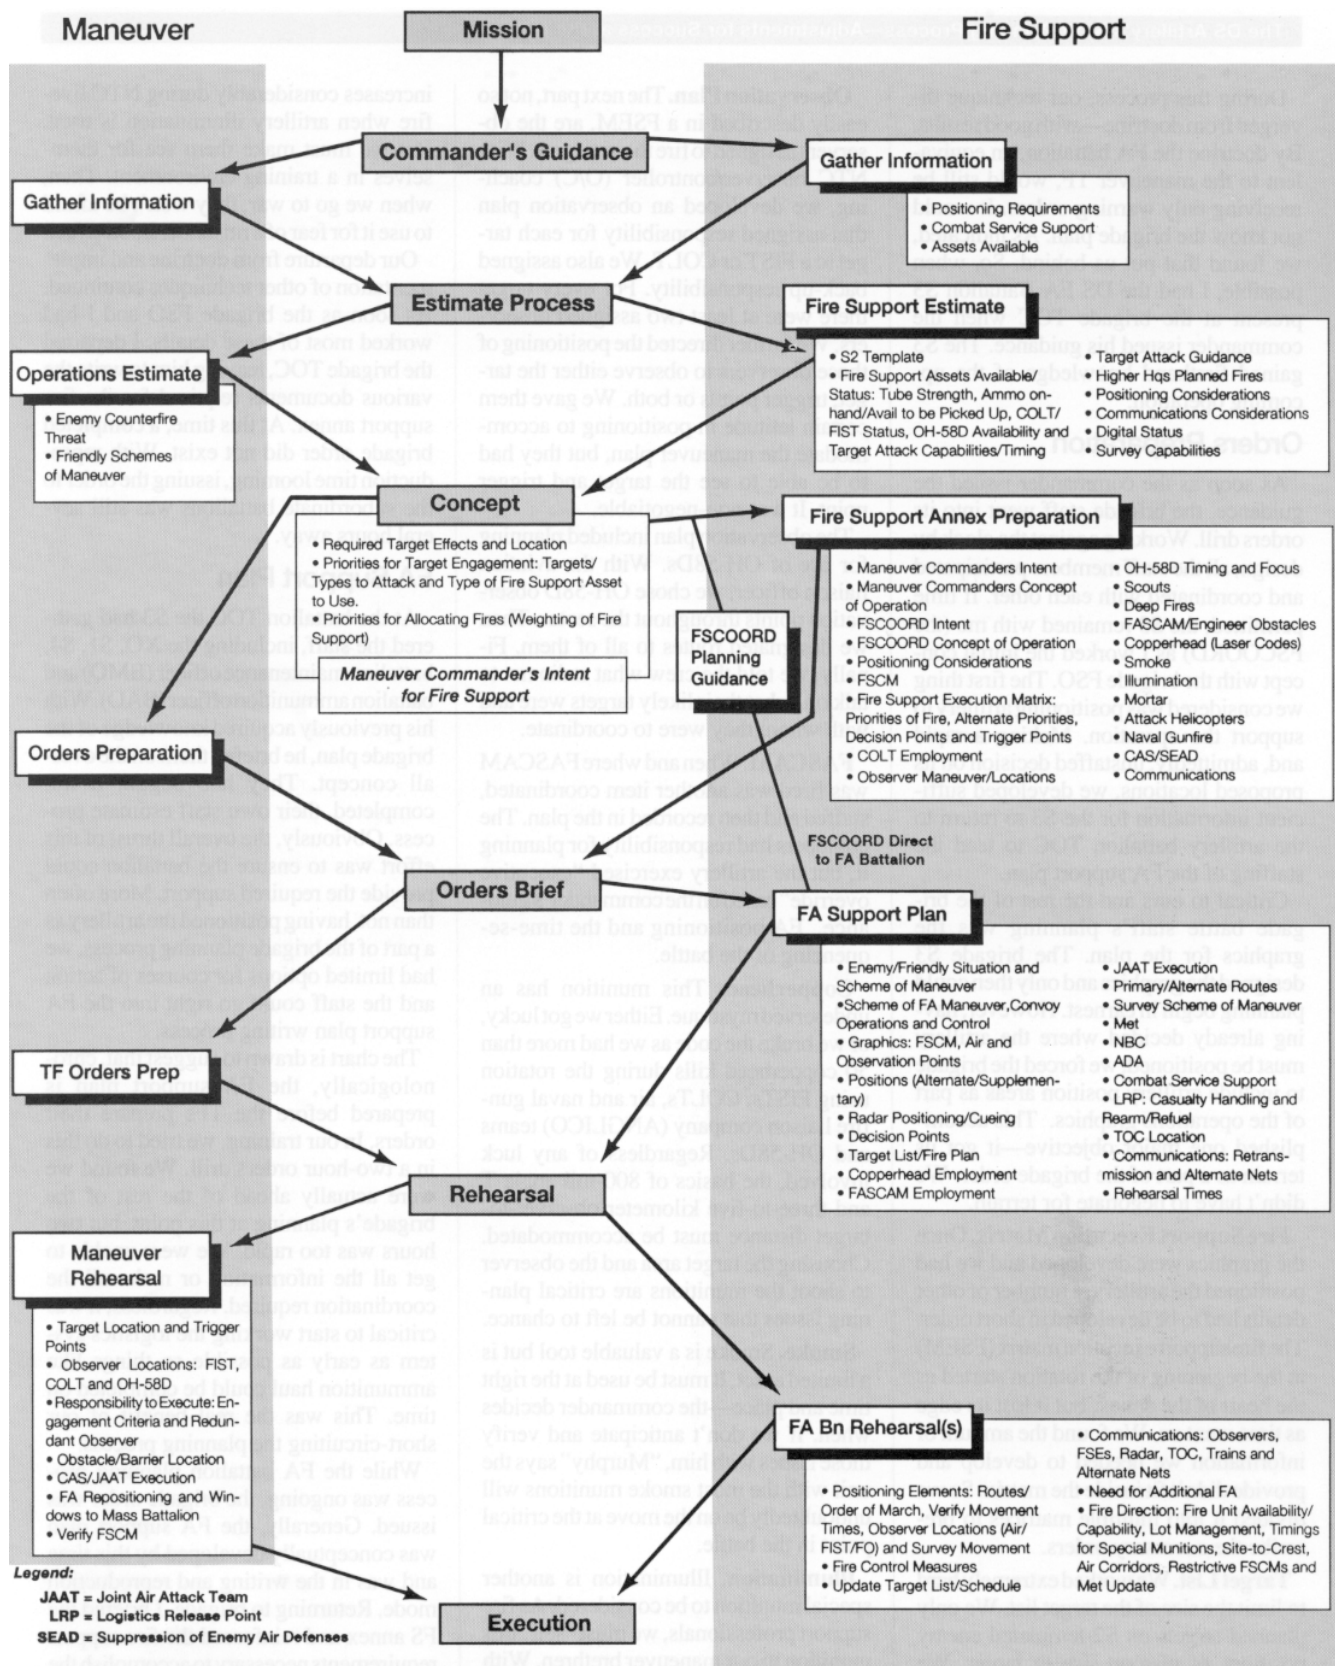 Maneuver
Mission
Fire Support
Commander's Guidance
Gather Information
• Positioning Requirements
• Combat Service Support
• Assets Available
Gather Information
Estimate Process
Fire Support Estimate
• S2 Template
• Fire Support Assets Available/
Status: Tube Strength, Ammo on-
hand/Avail to be Picked Up, COLT/
FIST Status, OH-58D Availability and
Target Attack Capabilities/Timing
• Target Attack Guidance
• Higher Hqs Planned Fires
• Positioning Considerations
• Communications Considerations
• Digital Status
• Survey Capabilities
Operations Estimate
• Enemy Counterfire
Threat
• Friendly Schemes
of Maneuver
Concept
• Required Target Effects and Location
• Priorities for Target Engagement: Targets/
Types to Attack and Type of Fire Support Asset
to Use.
• Priorities for Allocating Fires (Weighting of Fire
Support)
Maneuver Commander's Intent
for Fire Support
Fire Support Annex Preparation
• Maneuver Commanders Intent
• Maneuver Commanders Concept
of Operation
• FSCOORD Intent
• FSCOORD Concept of Operation
• Positioning Considerations
• FSCM
• Fire Support Execution Matrix:
Priorities of Fire, Alternate Priorities,
Decision Points and Trigger Points
• COLT Employment
• Observer Maneuver/Locations
• OH-58D Timing and Focus
• Scouts
• Deep Fires
• FASCAM/Engineer Obstacles
• Copperhead (Laser Codes)
• Smoke
• Illumination
• Mortar
• Attack Helicopters
• Naval Gunfire
• CAS/SEAD
• Communications
FSCOORD
Planning
Guidance
Orders Preparation
FSCOORD Direct
to FA Battalion
Orders Brief
FA Support Plan
• Enemy/Friendly Situation and
Scheme of Maneuver
•Scheme of FA Maneuver,Convoy
Operations and Control
• Graphics: FSCM, Air and
Observation Points
• Positions (Alternate/Supplemen-
tary)
• Radar Positioning/Cueing
• Decision Points
• Target List/Fire Plan
• Copperhead Employment
• FASCAM Employment
• JAAT Execution
• Primary/Alternate Routes
• Survey Scheme of Maneuver
• Met
• NBC
• ADA
• Combat Service Support
• LRP: Casualty Handling and
Rearm/Refuel
• TOC Location
• Communications: Retrans-
mission and Alternate Nets
• Rehearsal Times
TF Orders Prep
Rehearsal
Maneuver
Rehearsal
• Target Location and Trigger
Points
• Observer Locations: FIST,
COLT and OH-58D
•Responsibility to Execute: En-
gagement Criteria and Redun-
dant Observer
• Obstacle/Barrier Location
• CAS/JAAT Execution
• FA Repositioning and Win-
dows to Mass Battalion
• Verify FSCM
FA Bn Rehearsal(s)
• Positioning Elements: Routes/
Order of March, Verify Movement
Times, Observer Locations (Air/
FIST/FO) and Survey Movement
• Fire Control Measures
• Update Target List/Schedule
• Communications: Observers,
FSEs, Radar, TOC, Trains and
Alternate Nets
• Need for Additional FA
• Fire Direction: Fire Unit Availability/
Capability, Lot Management, Timings
for Special Munitions, Site-to-Crest,
Air Corridors, Restrictive FSCMs and
Met Update
Legend:
JAAT = Joint Air Attack Team
LRP = Logistics Release Point
SEAD = Suppression of Enemy Air Defenses
Execution